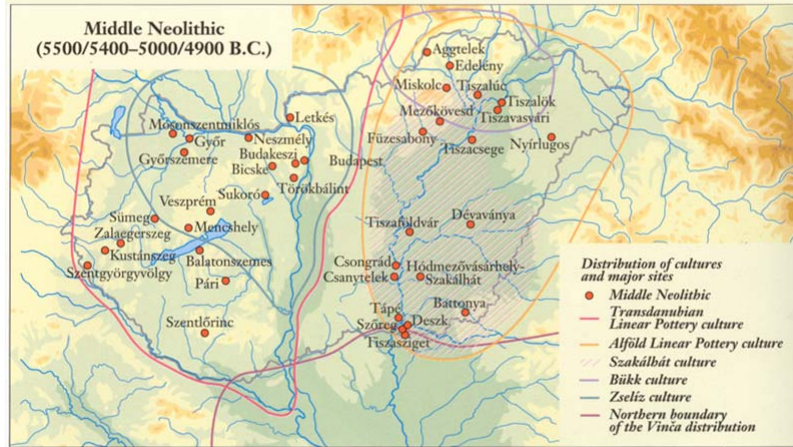 Middle Neolithic
(5500/5400–5000/4900 B.C.)
Aggtelek
Edelény
Miskolc
Tiszalúc
Tiszalök
Mezőkövesd
Tiszavasvári
Füzesabony
Tiszacsege
Nyírlugos
Letkés
Mosonszentmiklós
Győr
Neszmély
Győrszemere
Budakeszi
Bicske
Budapest
Törökbálint
Sukoró
Veszprém
Sümeg
Mencshely
Zalaegerszeg
Kustánszeg
Balatonszemes
Szentgyörgyvölgy
Pári
Szentlőrinc
Tiszaföldvár
Dévaványa
Csongrád
Csanytelek
Hódmezővásárhely-
Szakálhát
Tápé
Battonya
Szőreg
Deszk
Tiszasziget
Distribution of cultures
and major sites
Middle Neolithic
Transdanubian
Linear Pottery culture
Alföld Linear Pottery culture
Szakálhát culture
Bükk culture
Zselíz culture
Northern boundary
of the Vinča distribution